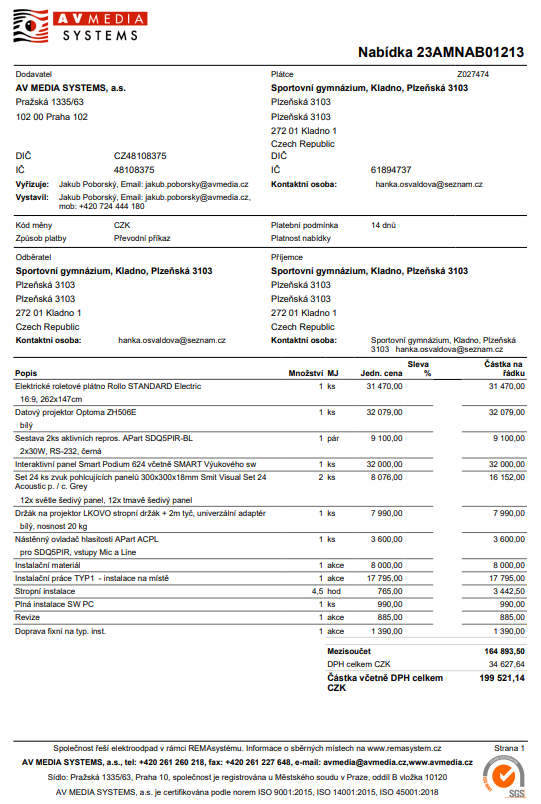 AV MEDIA
SYSTEMS
Nabídka 23AMNAB01213
Dodavatel
AV MEDIA SYSTEMS, a.s.
Pražská 1335/63
102 00 Praha 102
DIČ CZ48108375
IČ 48108375
Vyřizuje: Jakub Poborský, Email: jakub.poborsky@avmedia.cz
Vystavil: Jakub Poborský, Email: jakub.poborsky@avmedia.cz,
mob: +420 724 444 180
Plátce Z027474
Sportovní gymnázium, Kladno, Plzeňská 3103
Plzeňská 3103
Plzeňská 3103
272 01 Kladno 1
Czech Republic
DIČ
IČ 61894737
Kontaktní osoba: hanka.osvaldova@seznam.cz
Kód měny CZK
Způsob platby Převodní příkaz
Platební podmínka 14 dnů
Platnost nabídky
Odběratel
Sportovní gymnázium, Kladno, Plzeňská 3103
Plzeňská 3103
Plzeňská 3103
272 01 Kladno 1
Czech Republic
Kontaktní osoba: hanka.osvaldova@seznam.cz
Příjemce
Sportovní gymnázium, Kladno, Plzeňská 3103
Plzeňská 3103
Plzeňská 3103
272 01 Kladno 1
Czech Republic
Kontaktní osoba: Sportovní gymnázium, Kladno, Plzeňská
3103 hanka.osvaldova@seznam.cz
Popis Množství MJ Jedn. cena Sleva % Částka na řádku
Elektrické roletové plátno Rollo STANDARD Electric 1 ks 31 470,00 31 470,00
16:9, 262x147cm
Datový projektor Optoma ZH506E 1 ks 32 079,00 32 079,00
bílý
Sestava 2ks aktivních repros. APart SDQ5PIR-BL 1 pár 9 100,00 9 100,00
2x30W, RS-232, černá
Interaktivní panel Smart Podium 624 včetně SMART Výukového sw 1 ks 32 000,00 32 000,00
Set 24 ks zvuk pohlcujících panelů 300x300x18mm Smit Visual Set 24 2 ks 8 076,00 16 152,00
Acoustic p. / c. Grey
12x světle šedivý panel, 12x tmavě šedivý panel
Držák na projektor LKOVO stropní držák + 2m tyč, univerzální adaptér 1 ks 7 990,00 7 990,00
bílý, nosnost 20 kg
Nástěnný ovladač hlasitosti APart ACPL 1 ks 3 600,00 3 600,00
pro SDQ5PIR, vstupy Mic a Line
Instalační materiál 1 akce 8 000,00 8 000,00
Instalační práce TYP1 - instalace na místě 1 akce 17 795,00 17 795,00
Stropní instalace 4,5 hod 765,00 3 442,50
Plná instalace SW PC 1 ks 990,00 990,00
Revize 1 akce 885,00 885,00
Doprava fixní na typ. inst. 1 akce 1 390,00 1 390,00
Mezisoučet 164 893,50
DPH celkem CZK 34 627,64
Částka včetně DPH celkem 199 521,14
CZK
Společnost řeší elektroodpad v rámci REMAsystému. Informace o sběrných místech na www.remasystem.cz Strana 1
AV MEDIA SYSTEMS, a.s., tel: +420 261 260 218, fax: +420 261 227 648, e-mail: avmedia@avmedia.cz,www.avmedia.cz
Sídlo: Pražská 1335/63, Praha 10, společnost je registrována u Městského soudu v Praze, oddíl B vložka 10120
AV MEDIA SYSTEMS, a.s. je certifikována podle norem ISO 9001:2015, ISO 14001:2015, ISO 45001:2018
SGS